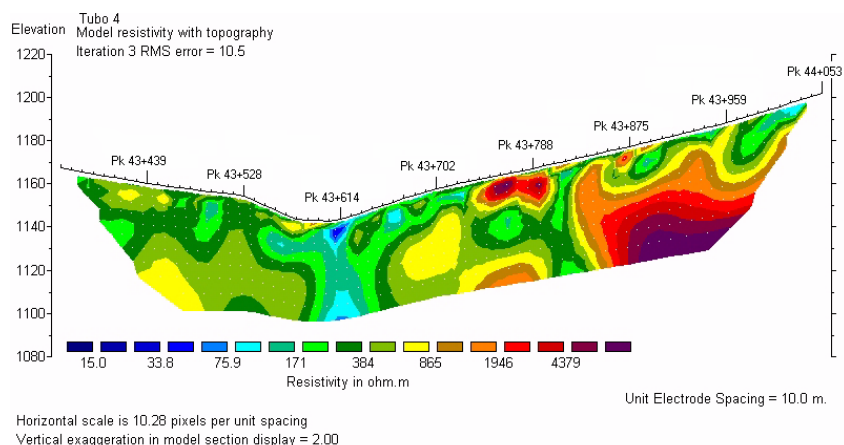 Tubo 4
Elevation
Model resistivity with topography
Iteration 3 RMS error = 10.5
1220
1200
1180
1160
1140
1120
1100
1080
Pk 43+439
Pk 43+528
Pk 43+614
Pk 43+702
Pk 43+788
Pk 43+875
Pk 43+959
Pk 44+053
15.0 33.8 75.9 171 384 865 1946 4379
Resistivity in ohm.m
Unit Electrode Spacing = 10.0 m.
Horizontal scale is 10.28 pixels per unit spacing
Vertical exaggeration in model section display = 2.00